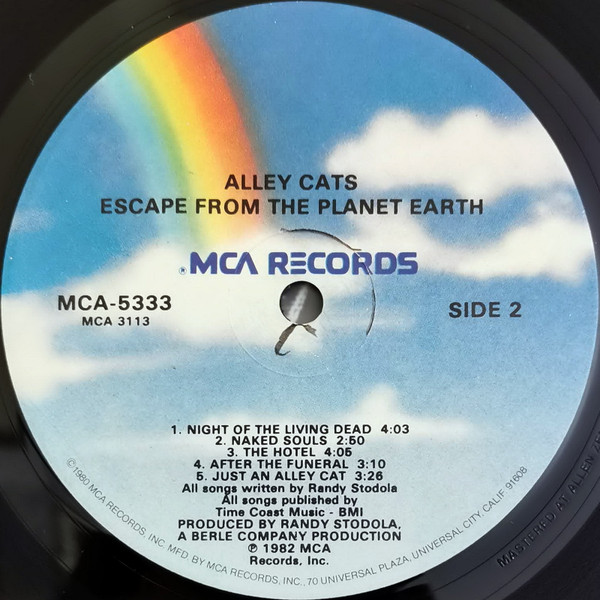 ALLEY CATS
ESCAPE FROM THE PLANET EARTH
®MCA RECORDS
MCA-5333
MCA 3113
SIDE 2
1. NIGHT OF THE LIVING DEAD 4:03
2. NAKED SOULS 2:50
3. THE HOTEL 4:05
4. AFTER THE FUNERAL 3:10
5. JUST AN ALLEY CAT 3:26
All songs written by Randy Stodola
All songs published by
Time Coast Music - BMI
PRODUCED BY RANDY STODOLA,
A BERLE COMPANY PRODUCTION
℗ 1982 MCA
Records, Inc.
©1980 MCA RECORDS, INC. MFD. BY MCA RECORDS, INC., 70 UNIVERSAL PLAZA, UNIVERSAL CITY, CALIF. 91608
MASTERED AT ALLEN